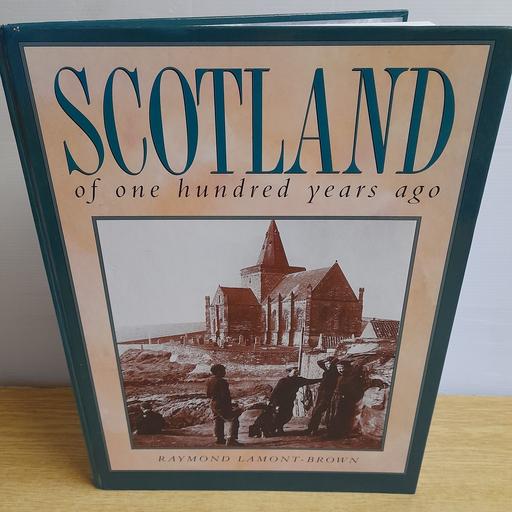 SCOTLAND
of one hundred years ago
RAYMOND LAMONT-BROWN